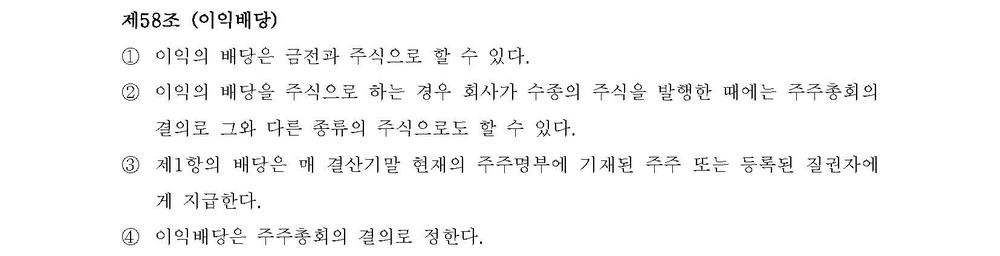 제58조 (이익배당)
① 이익의 배당은 금전과 주식으로 할 수 있다.
② 이익의 배당을 주식으로 하는 경우 회사가 수종의 주식을 발행한 때에는 주주총회의
결의로 그와 다른 종류의 주식으로도 할 수 있다.
③ 제1항의 배당은 매 결산기말 현재의 주주명부에 기재된 주주 또는 등록된 질권자에
게 지급한다.
④ 이익배당은 주주총회의 결의로 정한다.